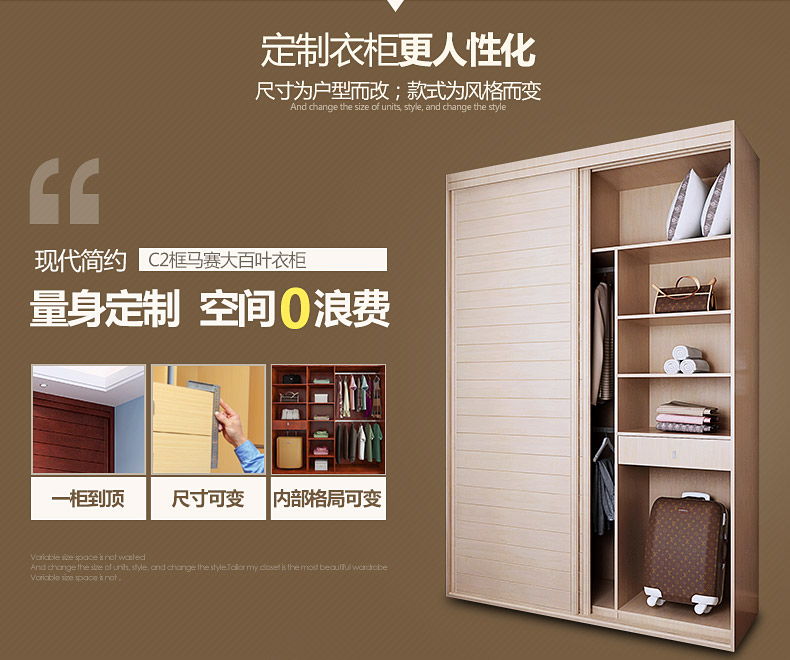 定制衣柜更人性化
尺寸为户型而改；款式为风格而变
And change the size of units, style, and change the style
现代简约 C2框马赛大百叶衣柜
量身定制 空间0浪费
一柜到顶 尺寸可变 内部格局可变
Variable size space is not wasted
And change the size of units, style, and change the style,Tailor my closet is the most beautiful wardrobe
Variable size space is not .